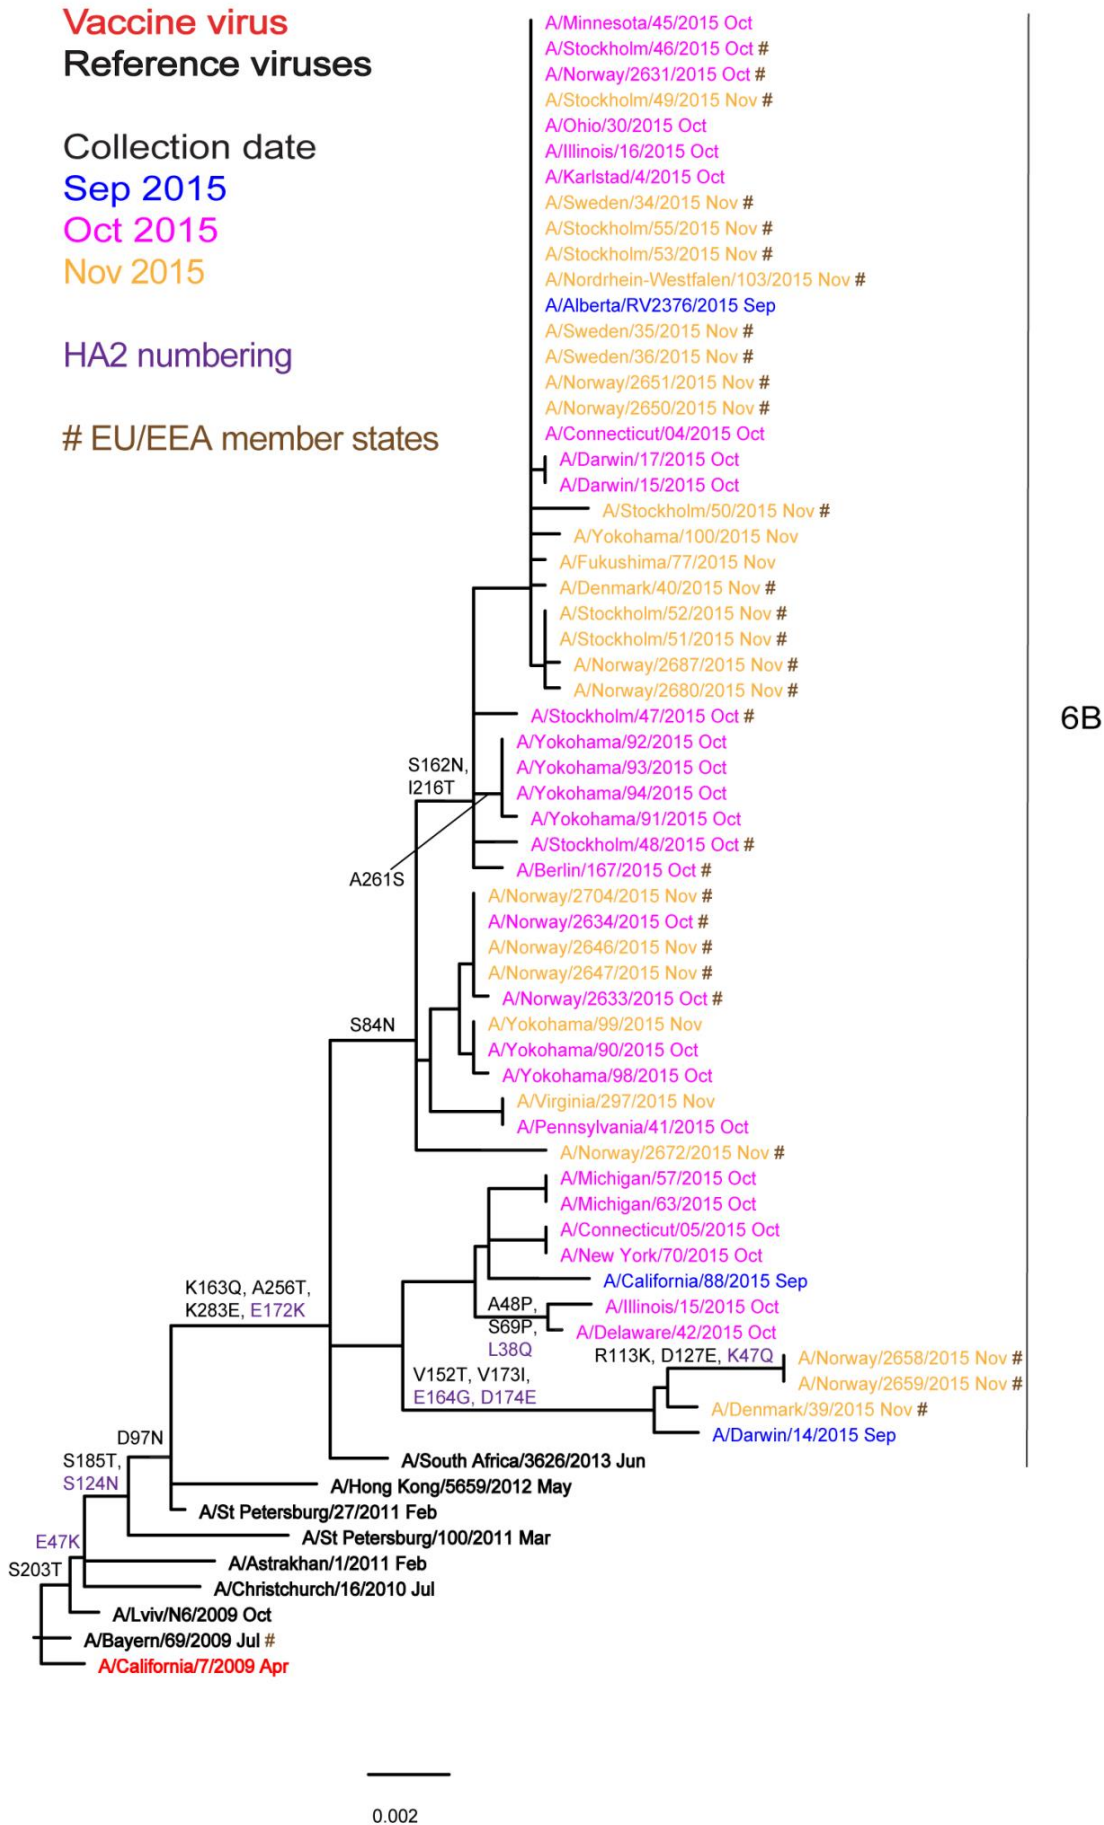 Vaccine virus
Reference viruses
Collection date
Sep 2015
Oct 2015
Nov 2015
HA2 numbering
# EU/EEA member states
A/Minnesota/45/2015 Oct
A/Stockholm/46/2015 Oct #
A/Norway/2631/2015 Oct #
A/Stockholm/49/2015 Nov #
A/Ohio/30/2015 Oct
A/Illinois/16/2015 Oct
A/Karlstad/4/2015 Oct
A/Sweden/34/2015 Nov #
A/Stockholm/55/2015 Nov #
A/Stockholm/53/2015 Nov #
A/Nordrhein-Westfalen/103/2015 Nov #
A/Alberta/RV2376/2015 Sep
A/Sweden/35/2015 Nov #
A/Sweden/36/2015 Nov #
A/Norway/2651/2015 Nov #
A/Norway/2650/2015 Nov #
A/Connecticut/04/2015 Oct
A/Darwin/17/2015 Oct
A/Darwin/15/2015 Oct
A/Stockholm/50/2015 Nov #
A/Yokohama/100/2015 Nov
A/Fukushima/77/2015 Nov
A/Denmark/40/2015 Nov #
A/Stockholm/52/2015 Nov #
A/Stockholm/51/2015 Nov #
A/Norway/2687/2015 Nov #
A/Norway/2680/2015 Nov #
A/Stockholm/47/2015 Oct #
6B
A/Yokohama/92/2015 Oct
S162N,
I216T
A/Yokohama/93/2015 Oct
A/Yokohama/94/2015 Oct
A/Yokohama/91/2015 Oct
A/Stockholm/48/2015 Oct #
A/Berlin/167/2015 Oct #
A261S
A/Norway/2704/2015 Nov #
A/Norway/2634/2015 Oct #
A/Norway/2646/2015 Nov #
A/Norway/2647/2015 Nov #
A/Norway/2633/2015 Oct #
S84N
A/Yokohama/99/2015 Nov
A/Yokohama/90/2015 Oct
A/Yokohama/98/2015 Oct
A/Virginia/297/2015 Nov
A/Pennsylvania/41/2015 Oct
A/Norway/2672/2015 Nov #
A/Michigan/57/2015 Oct
A/Michigan/63/2015 Oct
A/Connecticut/05/2015 Oct
A/New York/70/2015 Oct
A/California/88/2015 Sep
K163Q, A256T,
K283E, E172K
A48P,
S69P,
L38Q
A/Illinois/15/2015 Oct
A/Delaware/42/2015 Oct
R113K, D127E, K47Q
A/Norway/2658/2015 Nov #
A/Norway/2659/2015 Nov #
V152T, V173I,
E164G, D174E
A/Denmark/39/2015 Nov #
A/Darwin/14/2015 Sep
D97N
A/South Africa/3626/2013 Jun
S185T,
S124N
A/Hong Kong/5659/2012 May
A/St Petersburg/27/2011 Feb
A/St Petersburg/100/2011 Mar
E47K
A/Astrakhan/1/2011 Feb
S203T
A/Christchurch/16/2010 Jul
A/Lviv/N6/2009 Oct
A/Bayern/69/2009 Jul #
A/California/7/2009 Apr
0.002